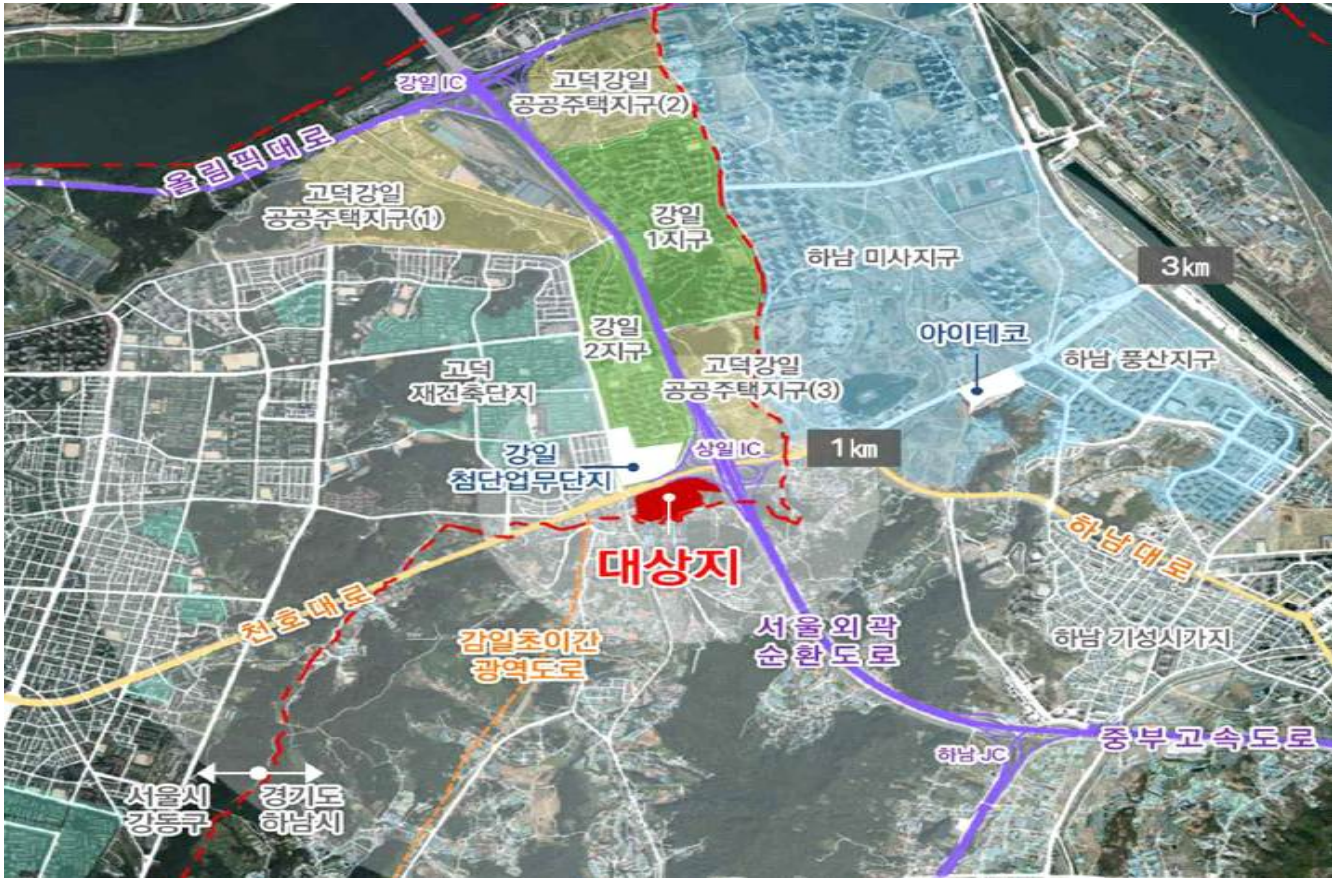 강일 IC
고덕강일
공공주택지구(2)
올림픽대로
고덕강일
공공주택지구(1)
강일
1지구
하남 미사지구
3km
강일
2지구
아이테코
고덕
재건축단지
고덕강일
공공주택지구(3)
하남 풍산지구
강일
첨단업무단지
상일 IC
1km
대상지
하남대로
천호대로
감일초이간
광역도로
서울외곽
순환도로
하남 기성시가지
하남 JC
중부고속도로
서울시
강동구
경기도
하남시